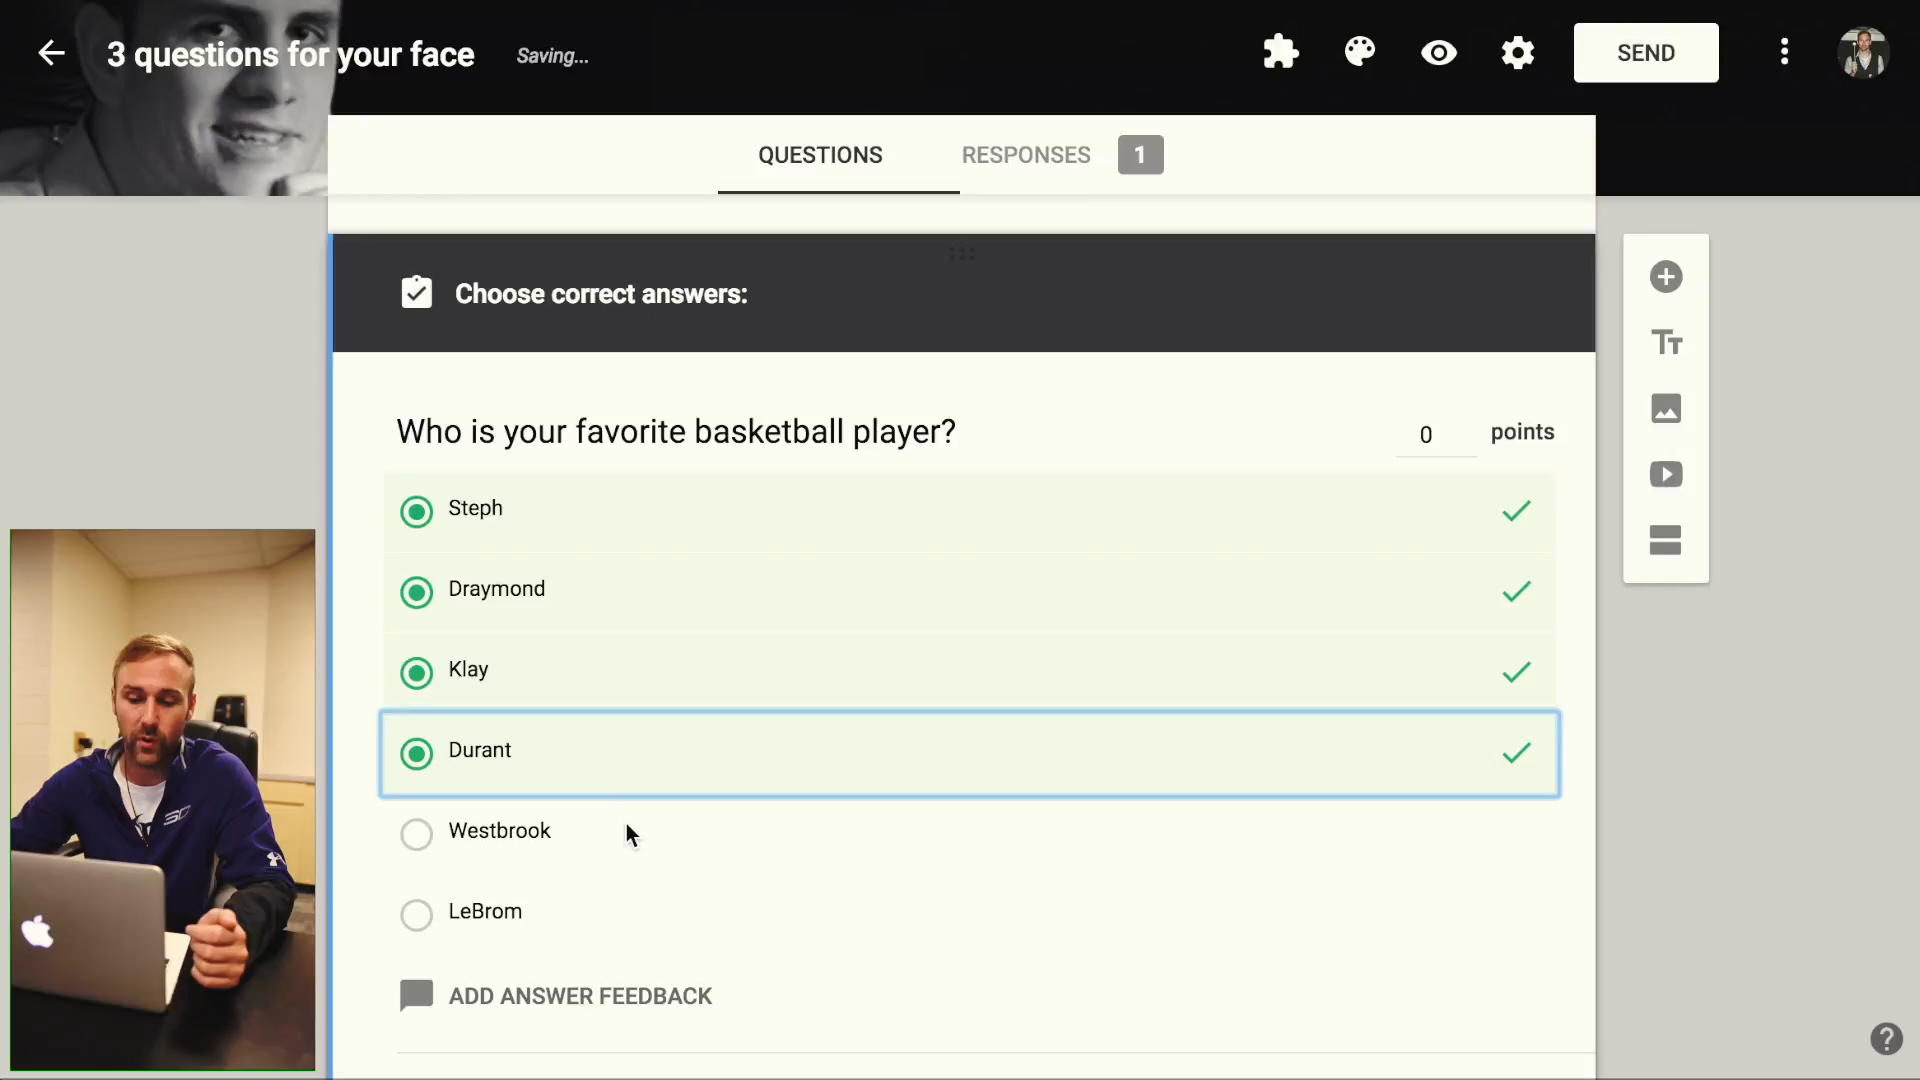 3 questions for your face
Saving...
SEND
QUESTIONS
RESPONSES
1
Choose correct answers:
Who is your favorite basketball player?
0
points
Steph
Draymond
Klay
Durant
Westbrook
LeBrom
ADD ANSWER FEEDBACK